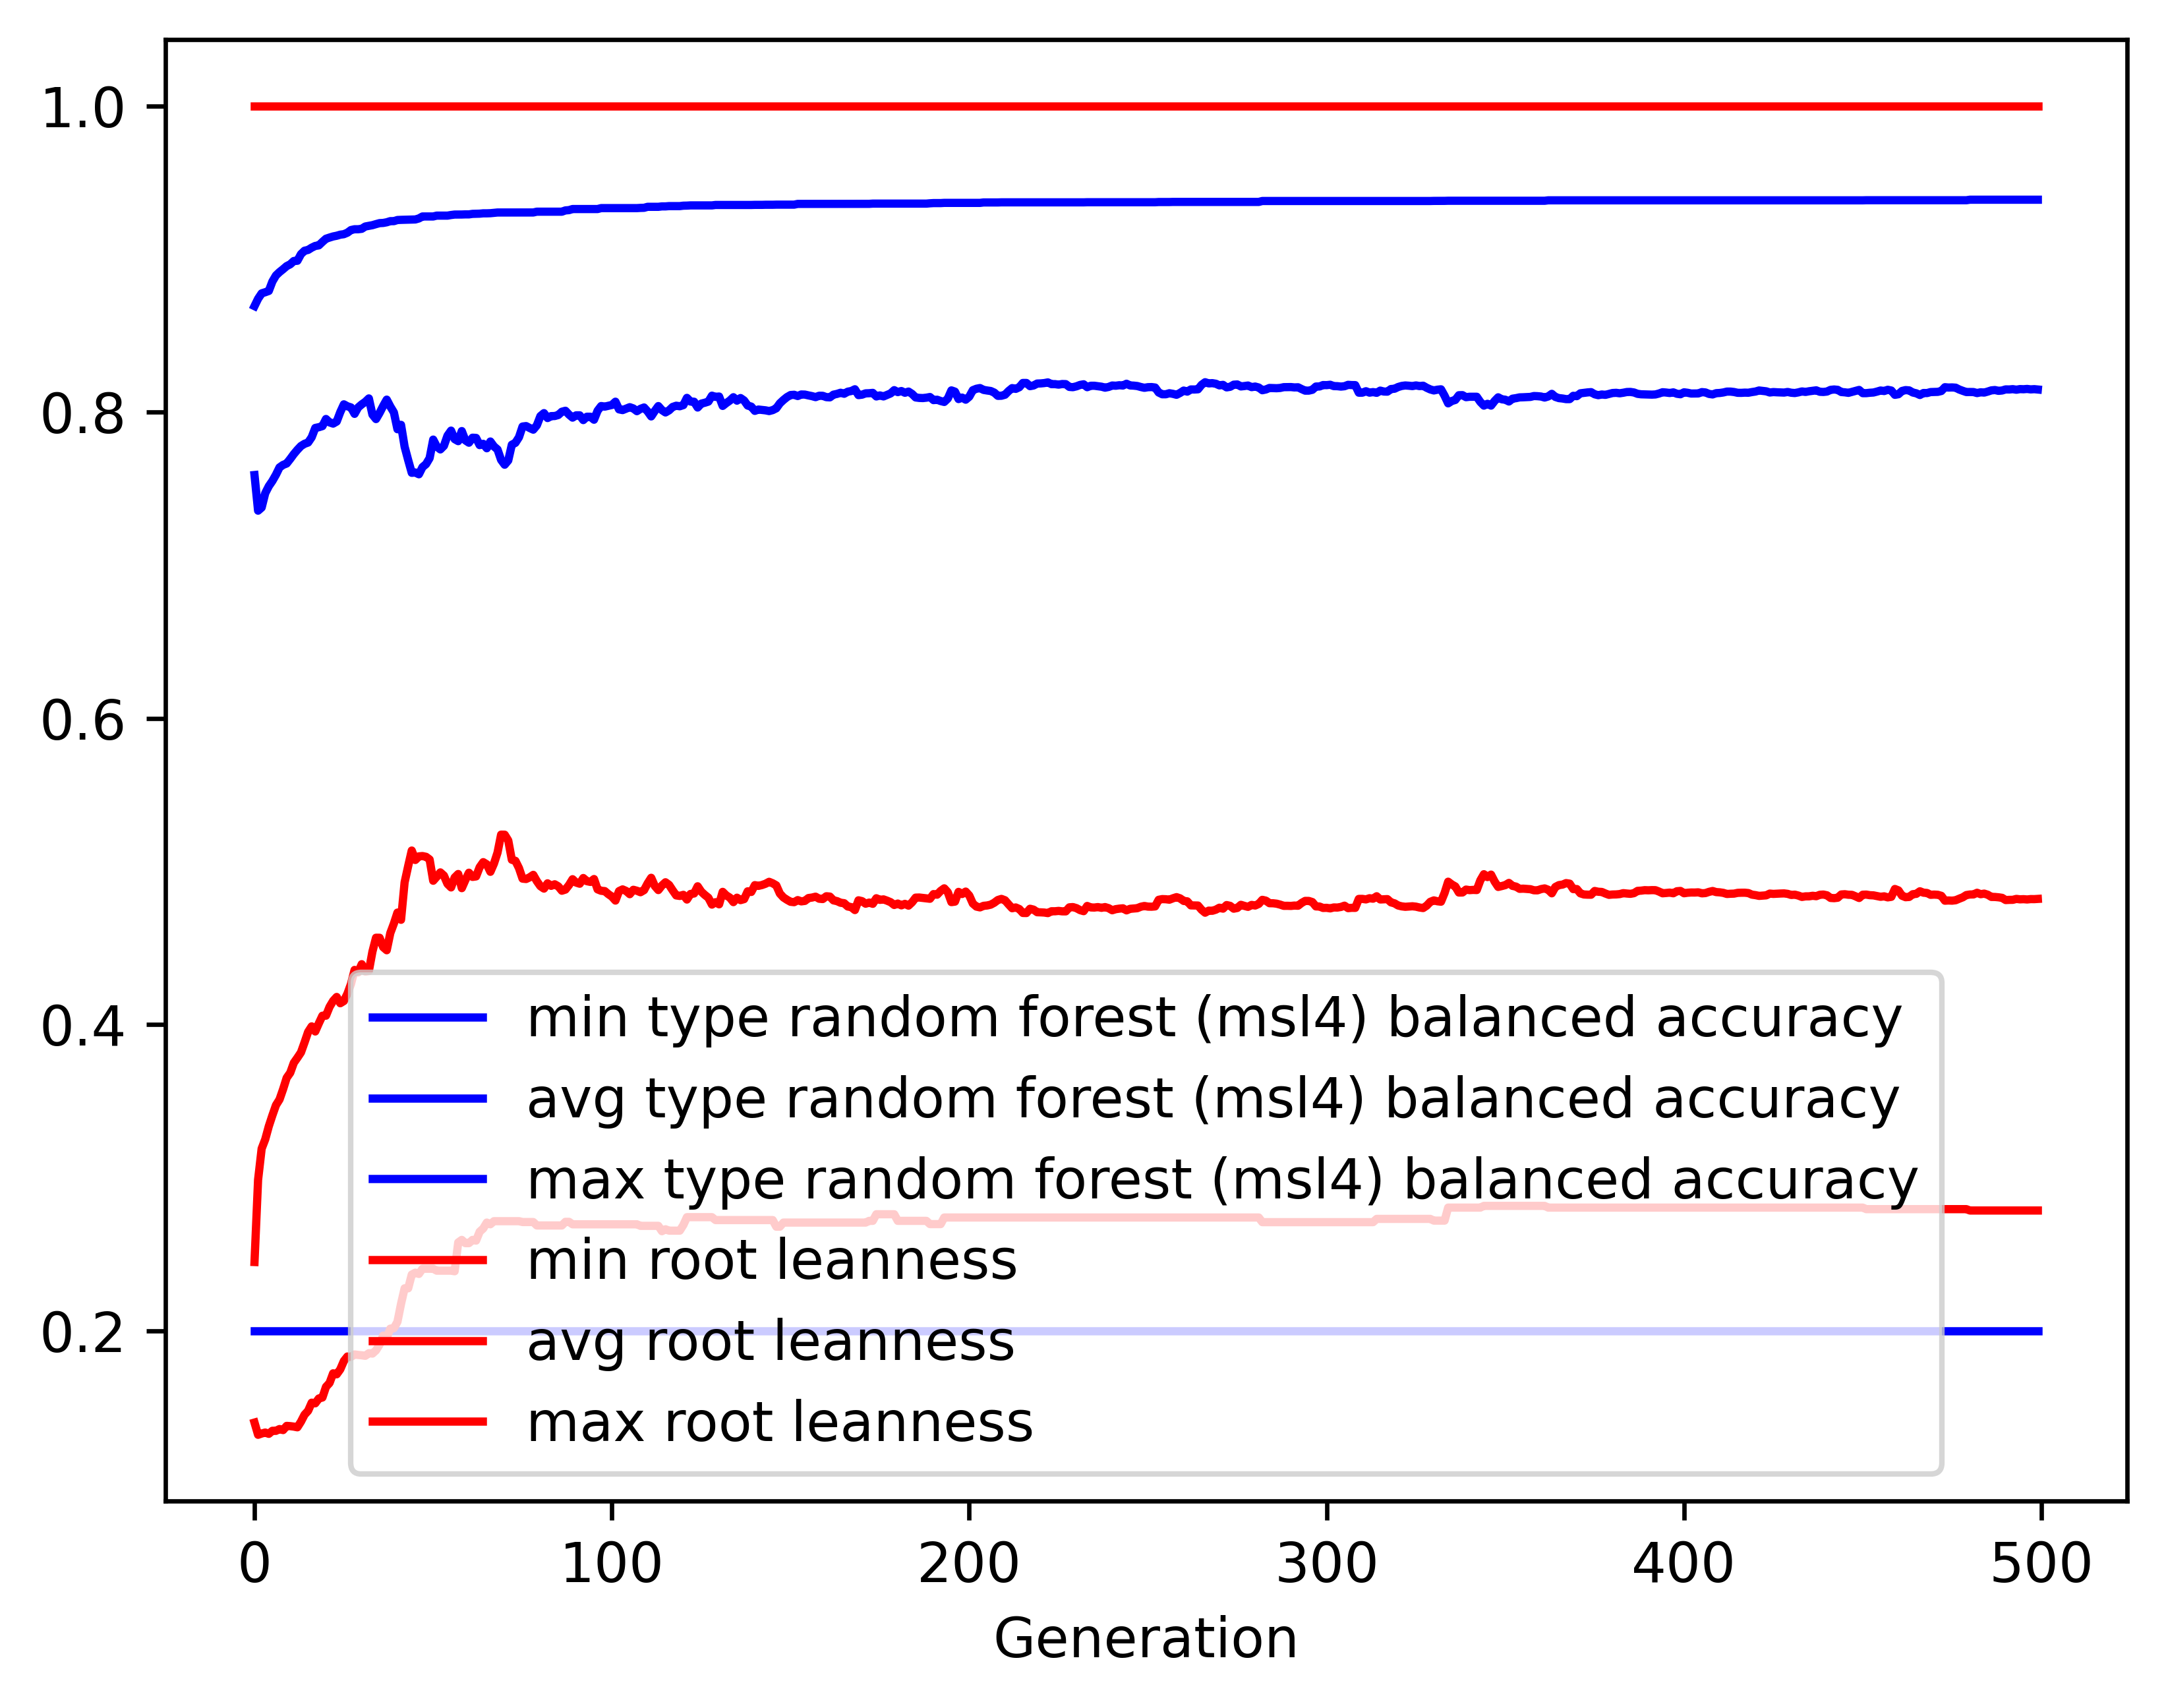 1.0
0.8
0.6
0.4
0.2
min type random forest (msl4) balanced accuracy
avg type random forest (msl4) balanced accuracy
max type random forest (msl4) balanced accuracy
min root leanness
avg root leanness
max root leanness
0 100 200 300 400 500
Generation